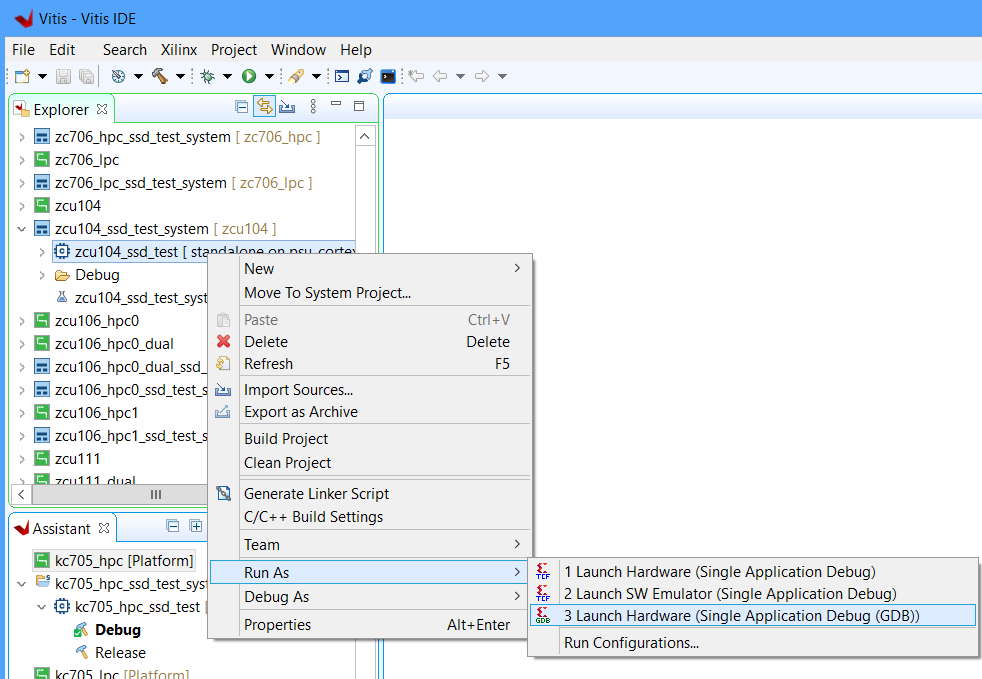 Vitis - Vitis IDE
File Edit Search Xilinx Project Window Help
Explorer
zc706_hpc_ssd_test_system [ zc706_hpc ]
zc706_lpc
zc706_lpc_ssd_test_system [ zc706_lpc ]
zcu104
zcu104_ssd_test_system [ zcu104 ]
zcu104_ssd_test [ standalone on psu_cortex
Debug
zcu104_ssd_test_syst
zcu106_hpc0
zcu106_hpc0_dual
zcu106_hpc0_dual_ssd_
zcu106_hpc0_ssd_test_s
zcu106_hpc1
zcu106_hpc1_ssd_test_s
zcu111
zcu111_dual
New
Move To System Project...
Paste Ctrl+V
Delete Delete
Refresh F5
Import Sources...
Export as Archive
Build Project
Clean Project
Generate Linker Script
C/C++ Build Settings
Team
Run As
Debug As
Properties Alt+Enter
TCF 1 Launch Hardware (Single Application Debug)
TCF 2 Launch SW Emulator (Single Application Debug)
GDB 3 Launch Hardware (Single Application Debug (GDB))
Run Configurations...
Assistant
kc705_hpc [Platform]
kc705_hpc_ssd_test_syst
kc705_hpc_ssd_test [
Debug
Release
kc705_lpc [Platform]